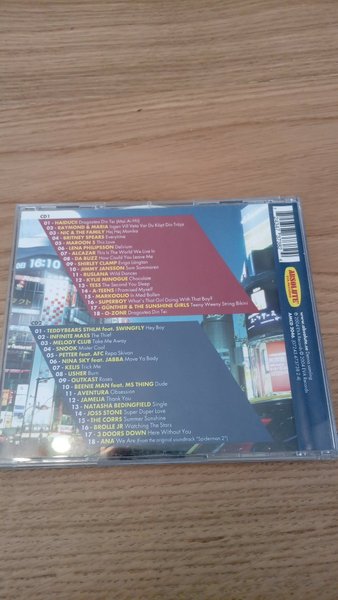 CD 1
01 - HAIDUCII Dragostea Din Tei (Mai Ai Hi)
02 - RAYMOND & MARIA Ingen Vill Veta Var Du Köpt Din Tröja
03 - NIC & THE FAMILY Hej Hej Monika
04 - BRITNEY SPEARS Everytime
05 - MAROON 5 This Love
06 - LENA PHILIPSSON Delirium
07 - ALCAZAR This Is The World We Live In
08 - DA BUZZ How Could You Leave Me
09 - SHIRLEY CLAMP
10 - JIMMY JANSSON Som Sommaren
11 - RUSLANA Wild Dances
12 - KYLIE MINOGUE Chocolate
13 - TESS The Second You Sleep
14 - A-TEENS I Promised Myself
15 - MARKOOLIO In Med Bollen
16 - SUPERBOY What's That Girl Doing With That Boy?
17 - GÜNTHER & THE SUNSHINE GIRLS Teeny Weeny String Bikini
18 - O-ZONE Dragostea Din Tei
CD2
01 - TEDDYBEARS STHLM feat. SWINGFLY Hey Boy
02 - INFINITE MASS The Thief
03 - MELODY CLUB Take Me Away
04 - SNOOK Mister Cool
05 - PETTER feat. AFC Repo Skivan
06 - NINA SKY feat. JABBA Move Ya Body
07 - KELIS Trick Me
08 - USHER Burn
09 - OUTKAST Roses
10 - BEENIE MAN feat. MS THING Dude
11 - AVENTURA Obsesion
12 - JAMELIA Thank You
13 - NATASHA BEDINGFIELD Single
14 - JOSS STONE Super Duper Love
15 - THE CORRS Summer Sunshine
16 - BROLLE JR Watching The Stars
17 - 3 DOORS DOWN Here Without You
18 - ANA We Are (From the original soundtrack "Spiderman 2")
ABSOLUTE
08 16:10